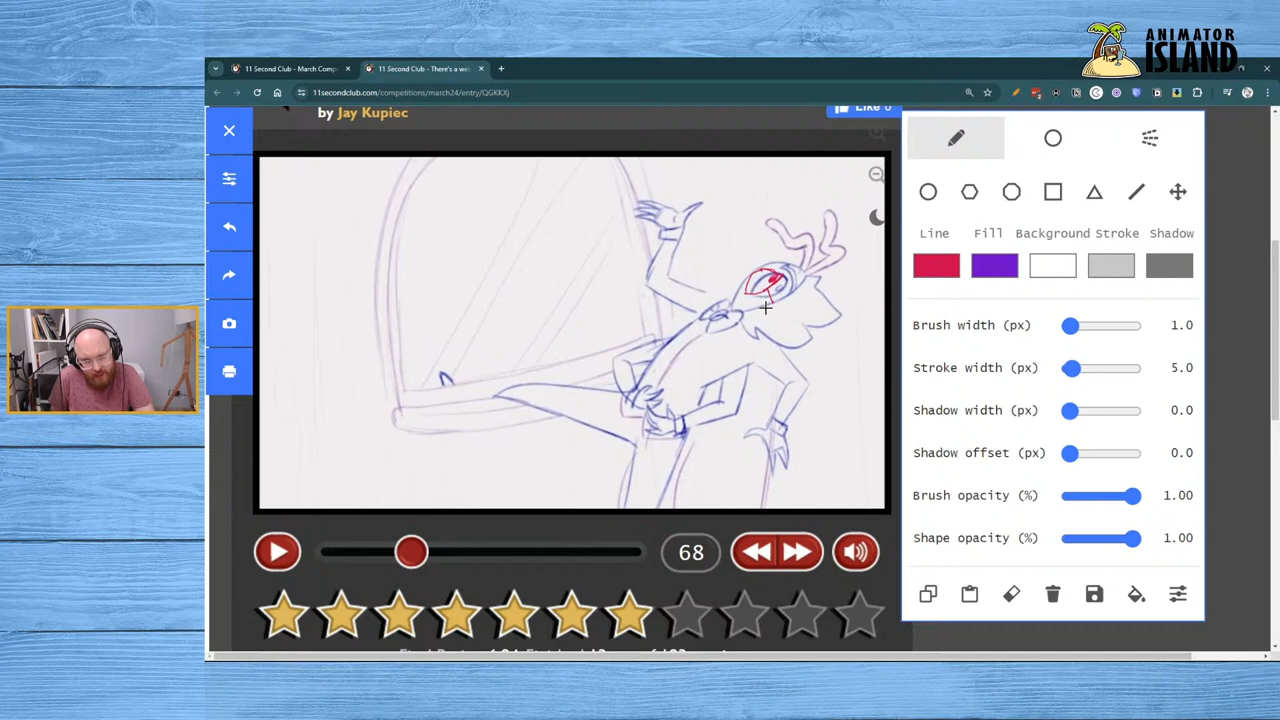 ANIMATOR
ISLAND
11 Second Club - March Comp
11 Second Club - There's a we
11secondclub.com/competitions/march24/entry/QGKKXj
by Jay Kupiec
Like 0
Line
Fill
Background
Stroke
Shadow
Brush width (px)
1.0
Stroke width (px)
5.0
Shadow width (px)
0.0
Shadow offset (px)
0.0
Brush opacity (%)
1.00
Shape opacity (%)
1.00
68